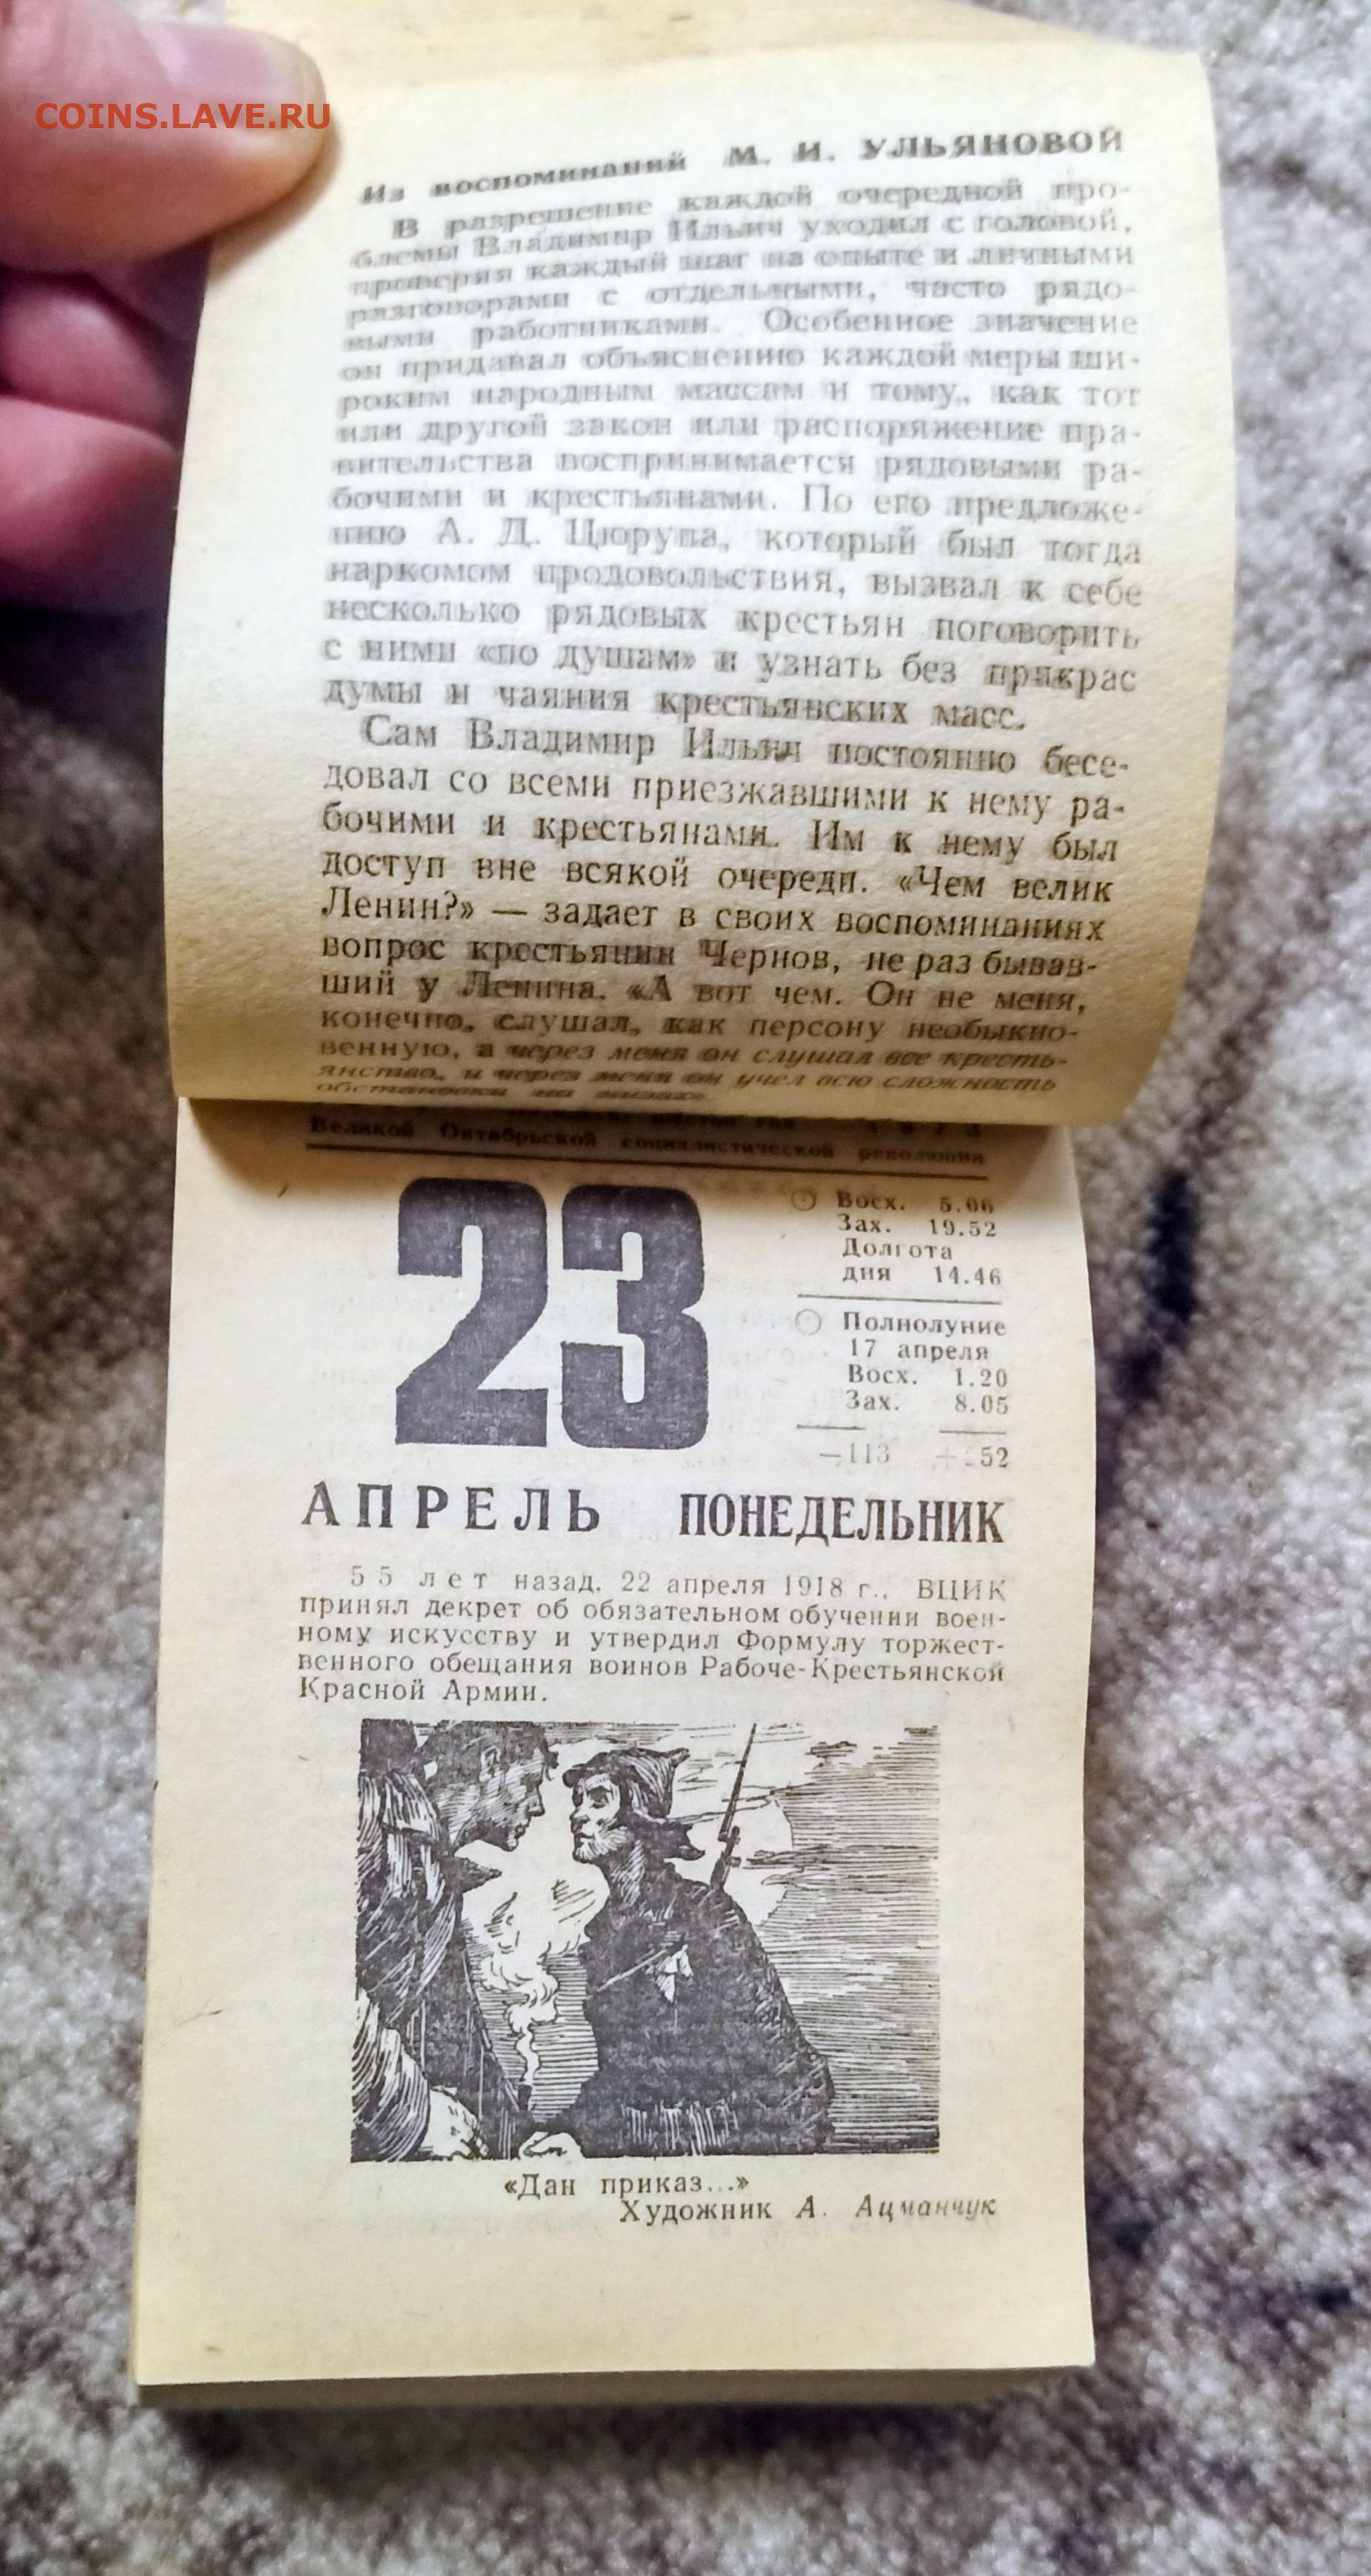 COINS.LAVE.RU
Из воспоминаний М. И. УЛЬЯНОВОЙ
В разрешение каждой очередной про-
блемы Владимир Ильич уходил с головой,
проверяя каждый шаг на опыте и личными
разговорами с отдельными, часто рядо-
выми работниками. Особенное значение
он придавал объяснению каждой меры ши-
роким народным массам и тому, как тот
или другой закон или распоряжение пра-
вительства воспринимается рядовыми ра-
бочими и крестьянами. По его предложе-
нию А. Д. Цюрупа, который был тогда
наркомом продовольствия, вызвал к себе
несколько рядовых крестьян поговорить
с ними «по душам» и узнать без прикрас
думы и чаяния крестьянских масс.
Сам Владимир Ильич постоянно бесе-
довал со всеми приезжавшими к нему ра-
бочими и крестьянами. Им к нему был
доступ вне всякой очереди. «Чем велик
Ленин?» — задает в своих воспоминаниях
вопрос крестьянин Чернов, не раз бывав-
ший у Ленина. «А вот чем. Он не меня,
конечно, слушал, как персону необыкно-
венную, а через меня он слушал все кресть-
янство, и через меня он учел всю сложность
обстановки на низах».
Великой Октябрьской социалистической революции
23
Восх. 5.06
Зах. 19.52
Долгота
дня 14.46
Полнолуние
17 апреля
Восх. 1.20
Зах. 8.05
—113 +252
АПРЕЛЬ ПОНЕДЕЛЬНИК
55 лет назад, 22 апреля 1918 г., ВЦИК
принял декрет об обязательном обучении воен-
ному искусству и утвердил Формулу торжест-
венного обещания воинов Рабоче-Крестьянской
Красной Армии.
«Дан приказ...»
Художник А. Ацманчук